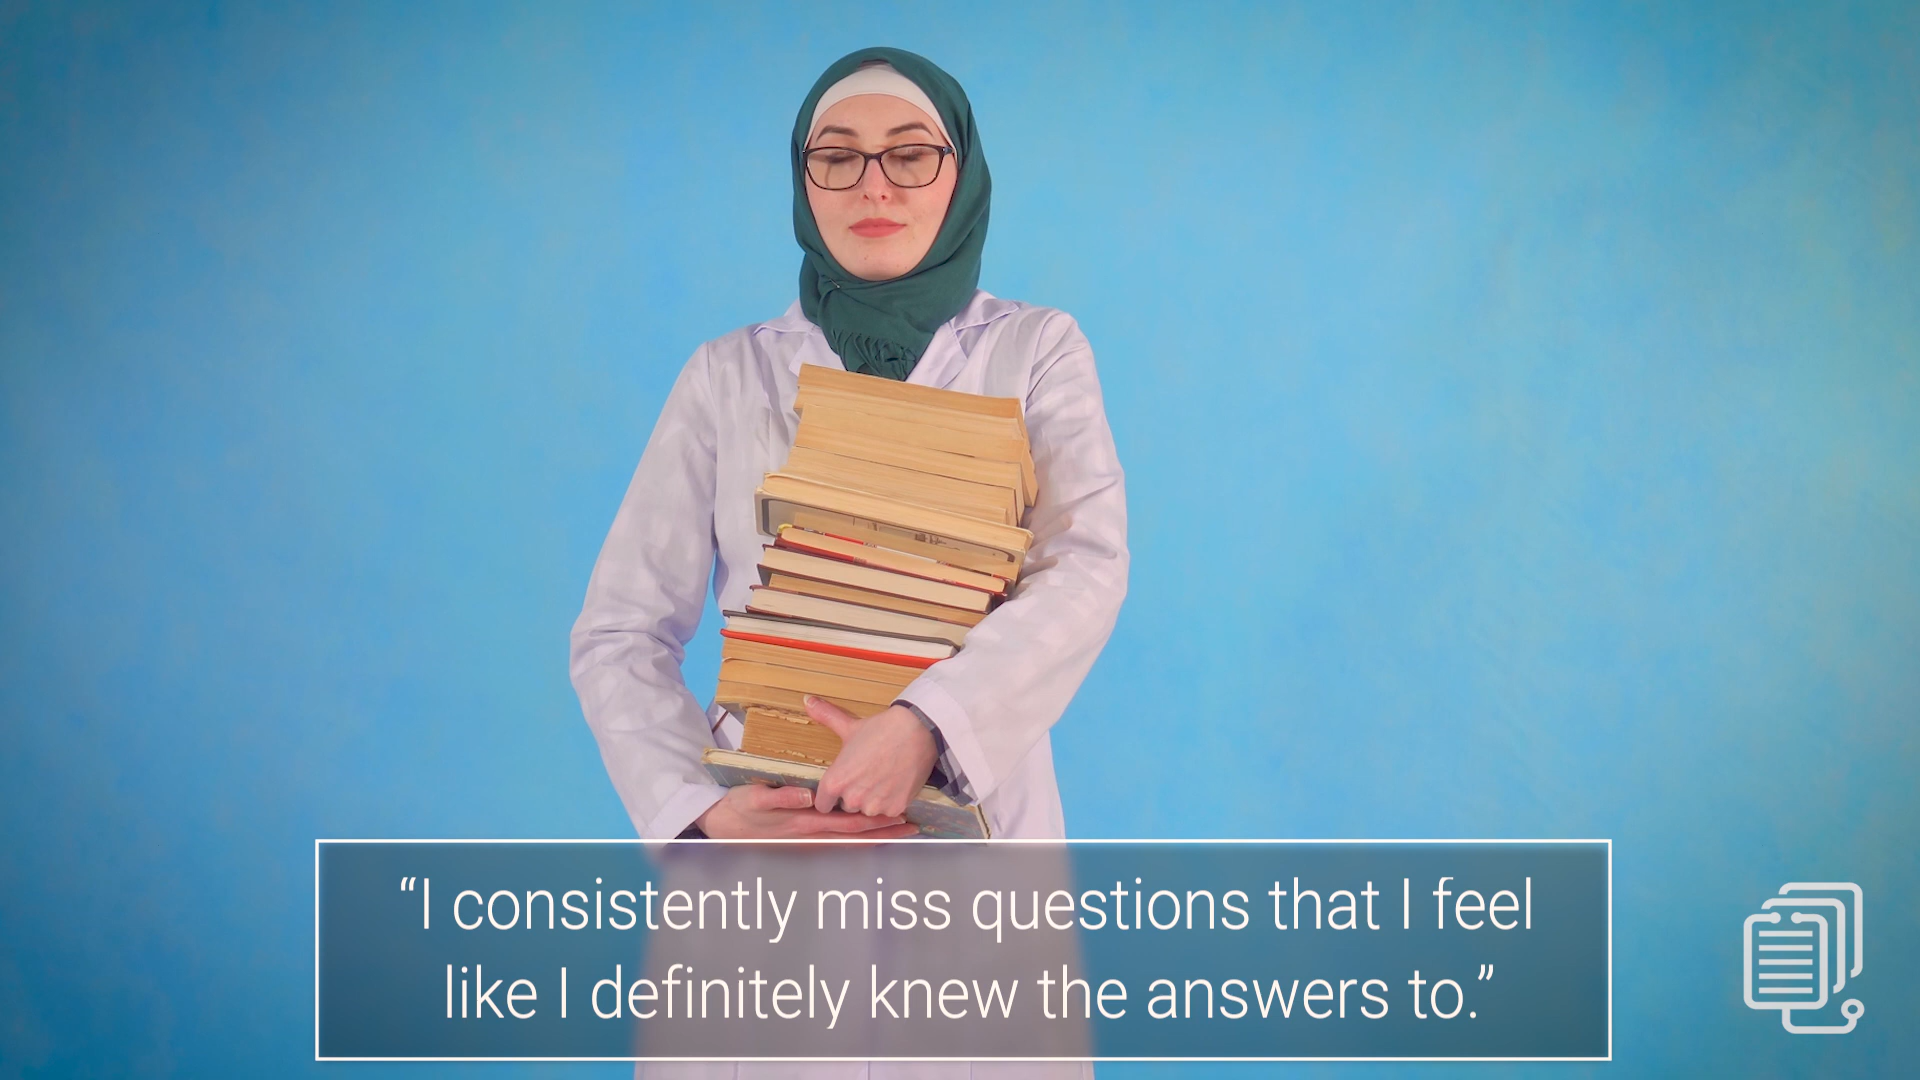 “I consistently miss questions that I feel
like I definitely knew the answers to.”